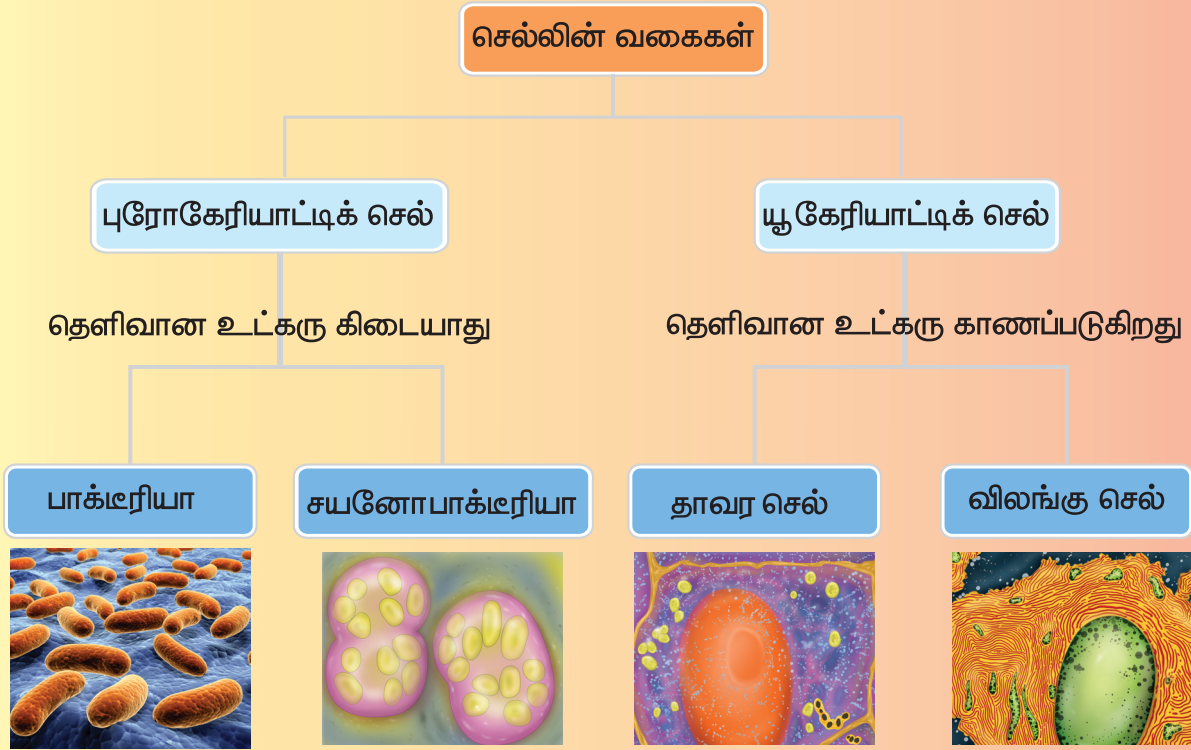 செல்லின் வகைகள்
புரோகேரியாட்டிக் செல்
யூகேரியாட்டிக் செல்
தெளிவான உட்கரு கிடையாது
தெளிவான உட்கரு காணப்படுகிறது
பாக்டீரியா
சயனோபாக்டீரியா
தாவர செல்
விலங்கு செல்